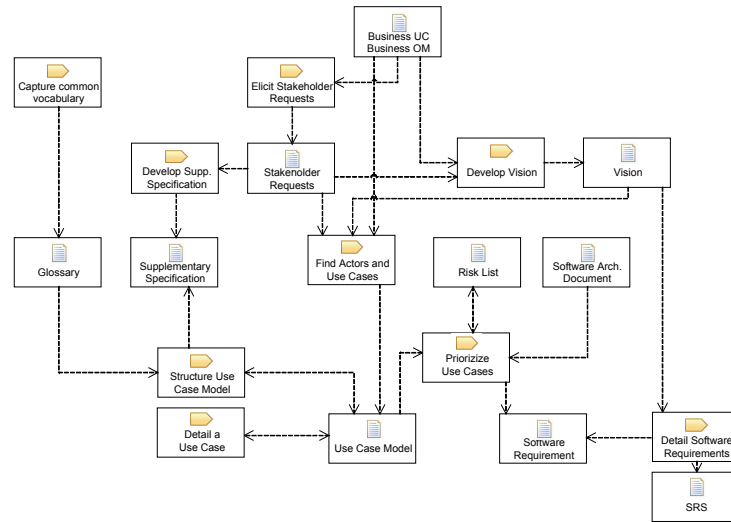 Business UC
Business OM
Capture common
vocabulary
Elicit Stakeholder
Requests
Develop Supp.
Specification
Stakeholder
Requests
Develop Vision
Vision
Glossary
Supplementary
Specification
Find Actors and
Use Cases
Risk List
Software Arch.
Document
Structure Use
Case Model
Priorizize
Use Cases
Detail a
Use Case
Use Case Model
Software
Requirement
Detail Software
Requirements
SRS